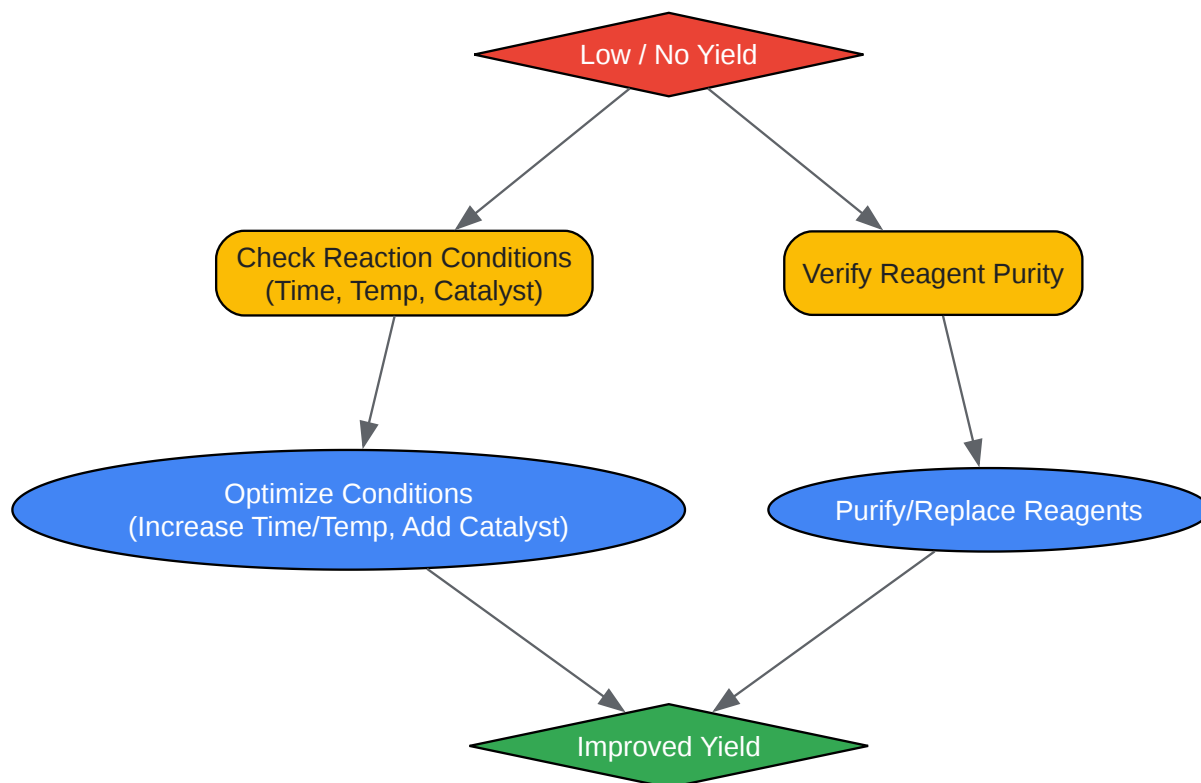 Low / No Yield
Check Reaction Conditions
(Time, Temp, Catalyst)
Verify Reagent Purity
Optimize Conditions
(Increase Time/Temp, Add Catalyst)
Purify/Replace Reagents
Improved Yield